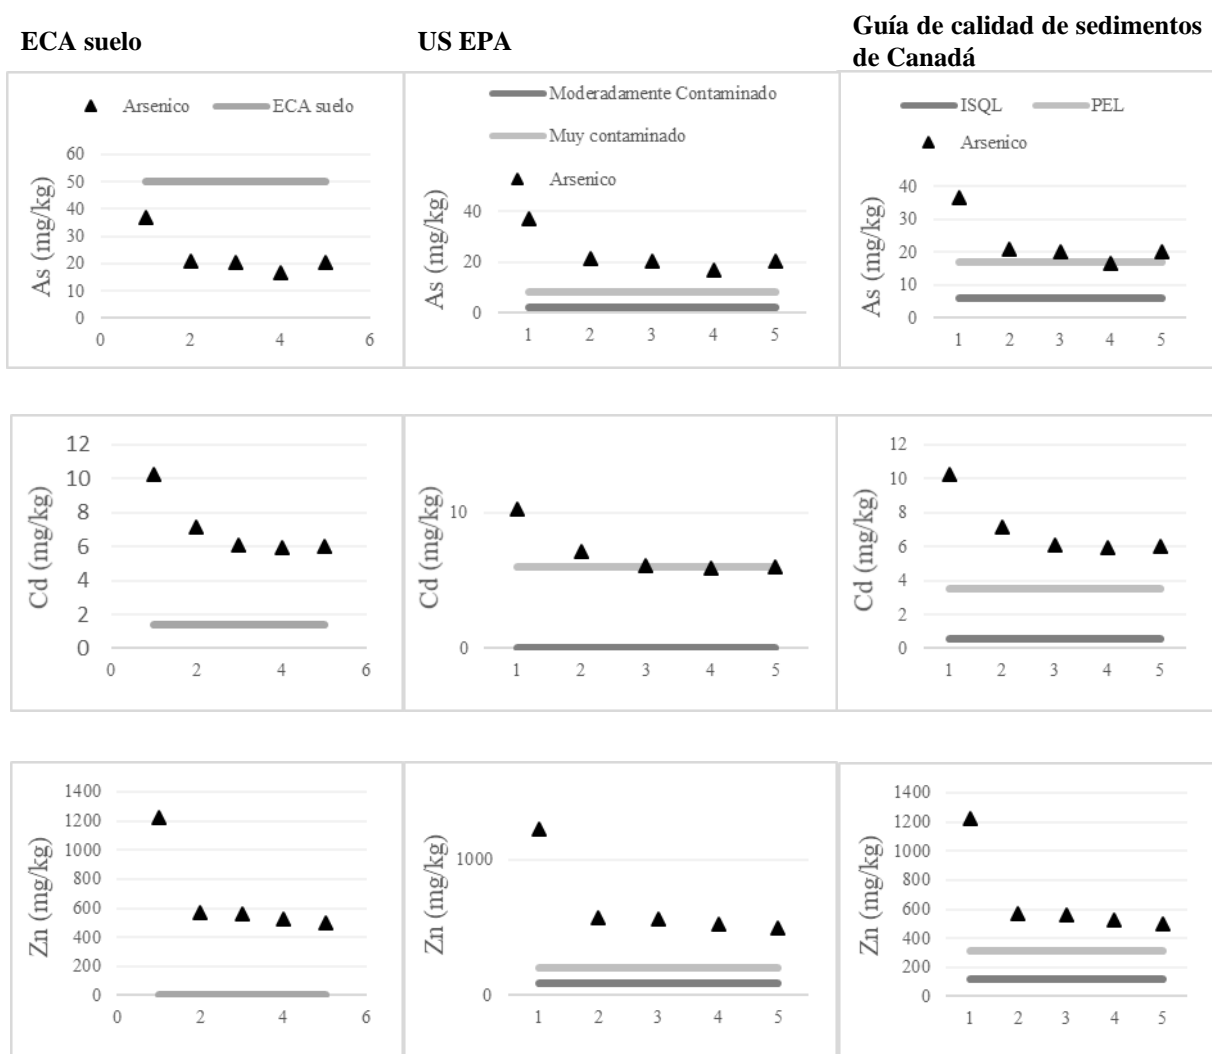 ECA suelo
US EPA
Guía de calidad de sedimentos
de Canadá
Arsenico ECA suelo
60
50
40
30
20
10
0
0 2 4 6
As (mg/kg)
Moderadamente Contaminado
Muy contaminado
Arsenico
40
20
0
1 2 3 4 5
As (mg/kg)
ISQL PEL
Arsenico
40
30
20
10
0
1 2 3 4 5
As (mg/kg)
12
10
8
6
4
2
0
0 2 4 6
Cd (mg/kg)
10
0
1 2 3 4 5
Cd (mg/kg)
12
10
8
6
4
2
0
1 2 3 4 5
Cd (mg/kg)
1400
1200
1000
800
600
400
200
0
0 2 4 6
Zn (mg/kg)
1000
0
1 2 3 4 5
Zn (mg/kg)
1400
1200
1000
800
600
400
200
0
1 2 3 4 5
Zn (mg/kg)